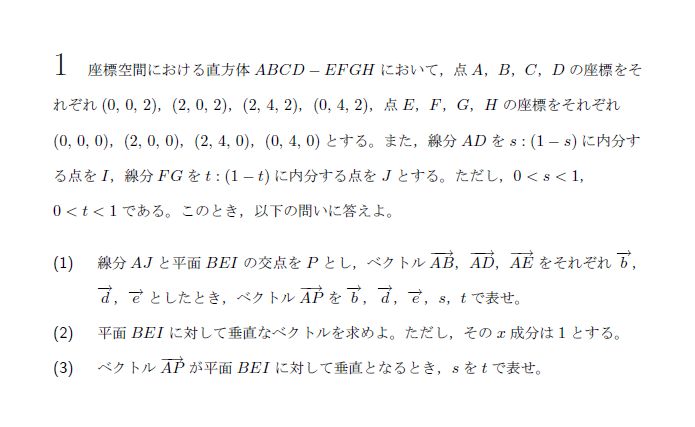 1 座標空間における直方体 ABCD − EFGH において，点 A，B，C，D の座標をそ
れぞれ (0, 0, 2)，(2, 0, 2)，(2, 4, 2)，(0, 4, 2)，点 E，F，G，H の座標をそれぞれ
(0, 0, 0)，(2, 0, 0)，(2, 4, 0)，(0, 4, 0) とする。また，線分 AD を s : (1 − s) に内分す
る点を I，線分 FG を t : (1 − t) に内分する点を J とする。ただし，0 < s < 1，
0 < t < 1 である。このとき，以下の問いに答えよ。
(1) 線分 AJ と平面 BEI の交点を P とし，ベクトル \overrightarrow{AB}，\overrightarrow{AD}，\overrightarrow{AE} をそれぞれ \overrightarrow{b}，
\overrightarrow{d}，\overrightarrow{e} としたとき，ベクトル \overrightarrow{AP} を \overrightarrow{b}，\overrightarrow{d}，\overrightarrow{e}，s，t で表せ。
(2) 平面 BEI に対して垂直なベクトルを求めよ。ただし，その x 成分は 1 とする。
(3) ベクトル \overrightarrow{AP} が平面 BEI に対して垂直となるとき，s を t で表せ。